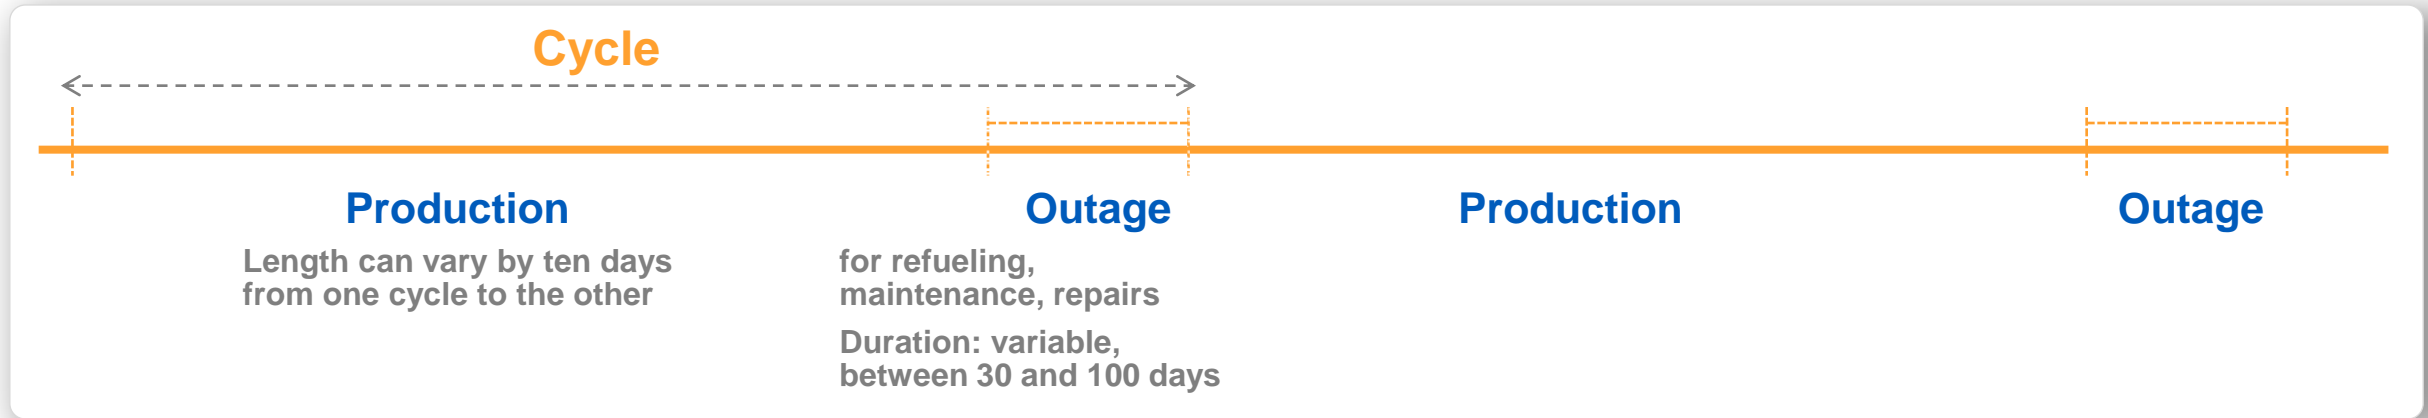 Cycle
Production
Length can vary by ten days
from one cycle to the other
Outage
for refueling,
maintenance, repairs
Duration: variable,
between 30 and 100 days
Production
Outage